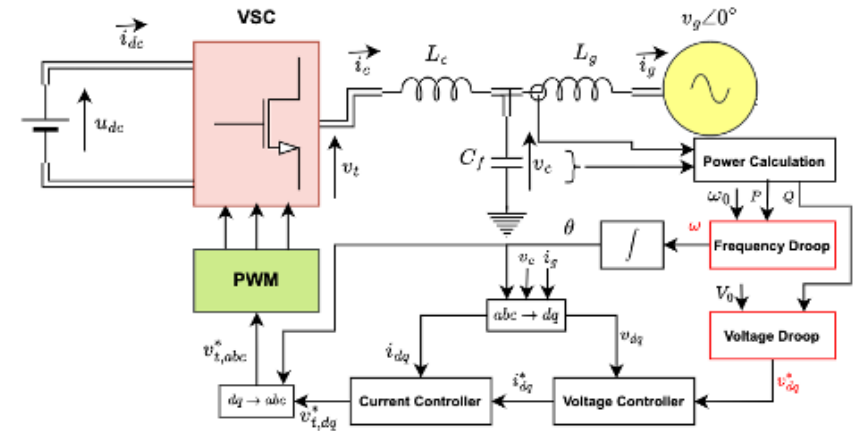 VSC
v_g∠0°
i_dc
i_c
L_c
L_g
i_g
u_dc
v_t
C_f
v_c
Power Calculation
ω_0
P
Q
θ
ω
∫
Frequency Droop
PWM
v_c
i_g
V_0
abc → dq
Voltage Droop
v*_t,abc
i_dq
v_dq
v*_dq
dq → abc
v*_t,dq
Current Controller
i*_dq
Voltage Controller